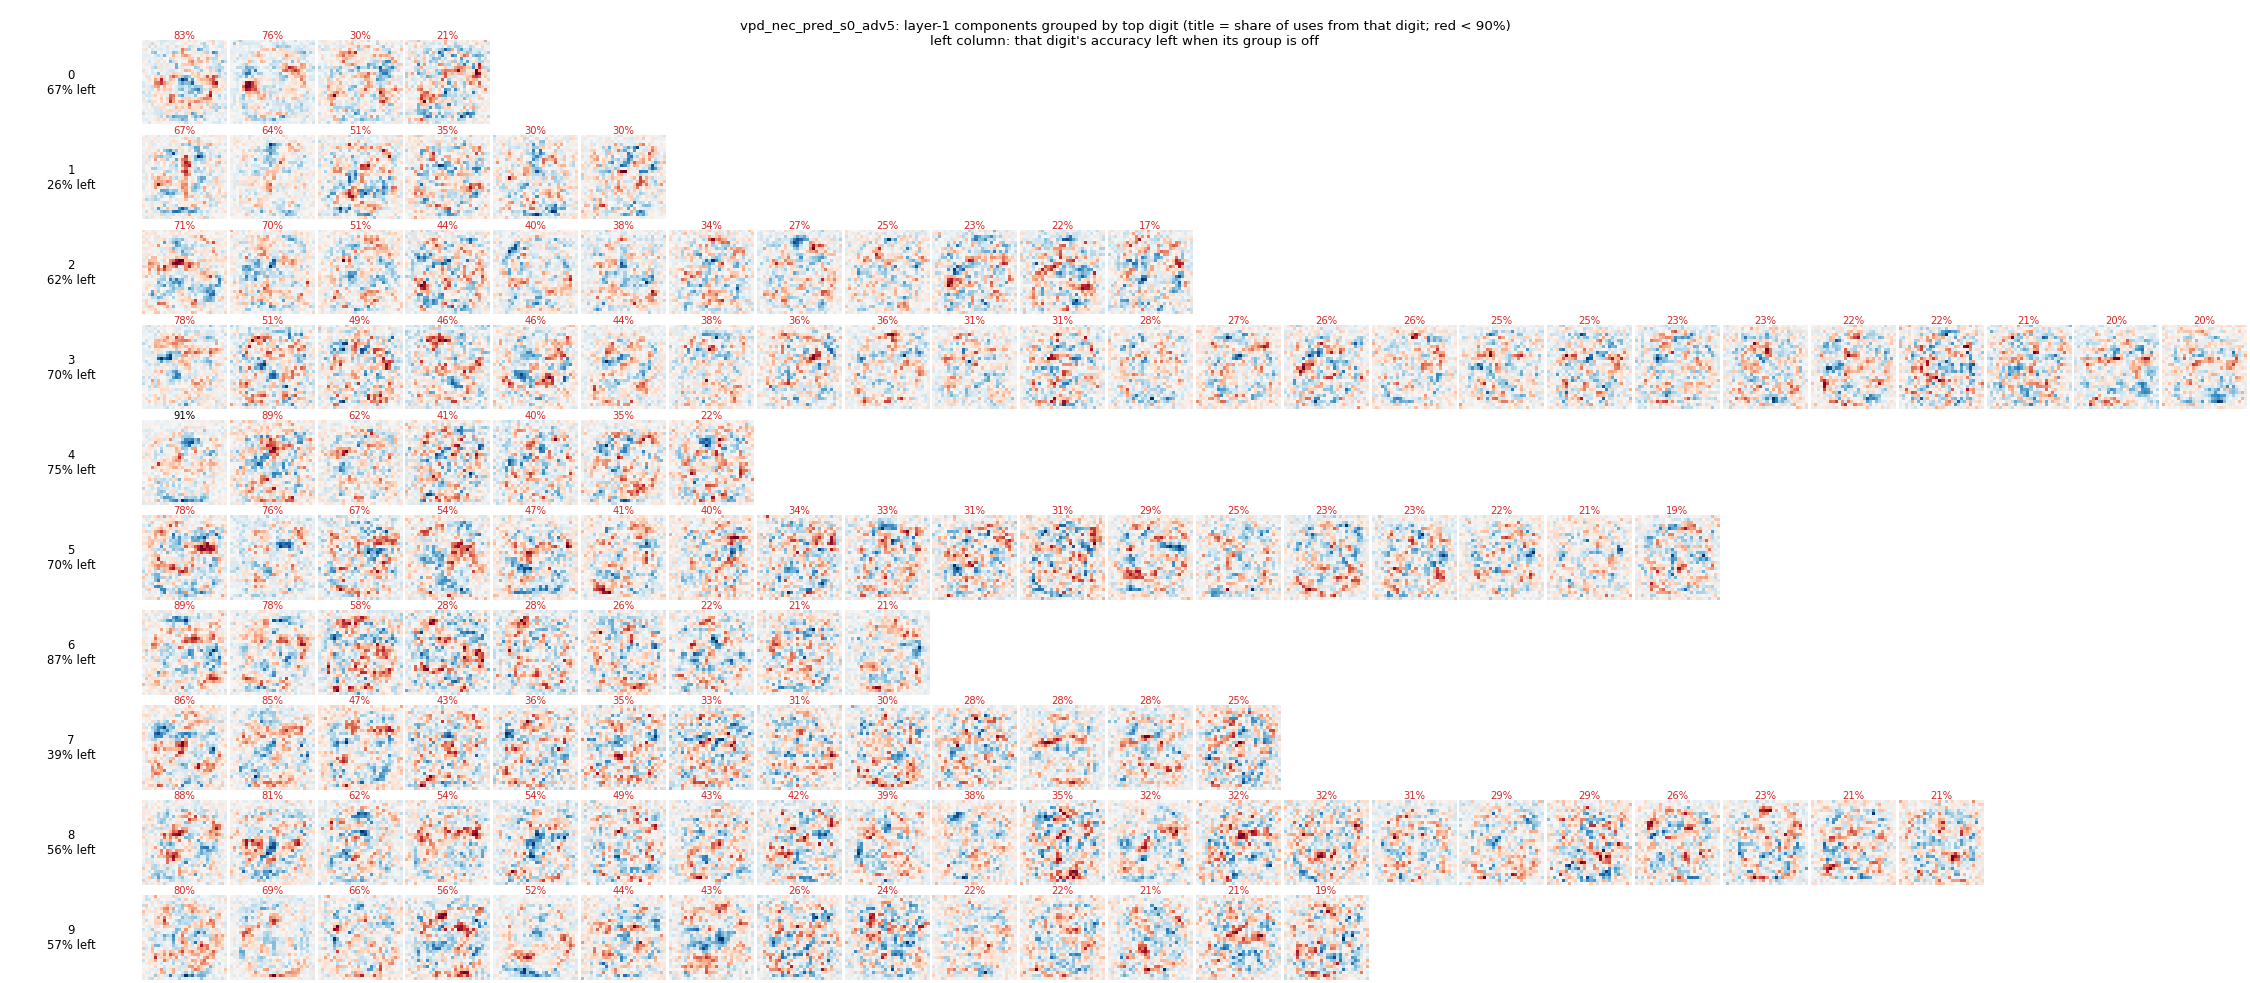 vpd_nec_pred_s0_adv5: layer-1 components grouped by top digit (title = share of uses from that digit; red < 90%)
left column: that digit's accuracy left when its group is off
83% 76% 30% 21%
0
67% left
67% 64% 51% 35% 30% 30%
1
26% left
71% 70% 51% 44% 40% 38% 34% 27% 25% 23% 22% 17%
2
62% left
78% 51% 49% 46% 46% 44% 38% 36% 36% 31% 31% 28% 27% 26% 26% 25% 25% 23% 23% 22% 22% 21% 20% 20%
3
70% left
91% 89% 62% 41% 40% 35% 22%
4
75% left
78% 76% 67% 54% 47% 41% 40% 34% 33% 31% 31% 29% 25% 23% 23% 22% 21% 19%
5
70% left
89% 78% 58% 28% 28% 26% 22% 21% 21%
6
87% left
86% 85% 47% 43% 36% 35% 33% 31% 30% 28% 28% 28% 25%
7
39% left
88% 81% 62% 54% 54% 49% 43% 42% 39% 38% 35% 32% 32% 32% 31% 29% 29% 26% 23% 21% 21%
8
56% left
80% 69% 66% 56% 52% 44% 43% 26% 24% 22% 22% 21% 21% 19%
9
57% left